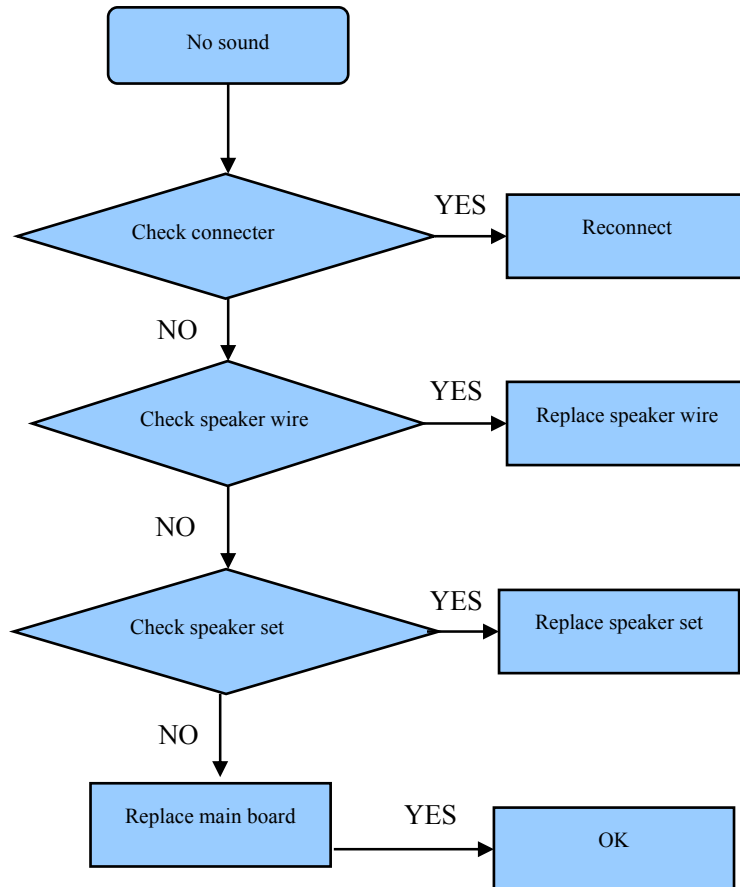 No sound
Check connecter
YES
Reconnect
NO
Check speaker wire
YES
Replace speaker wire
NO
Check speaker set
YES
Replace speaker set
NO
Replace main board
YES
OK